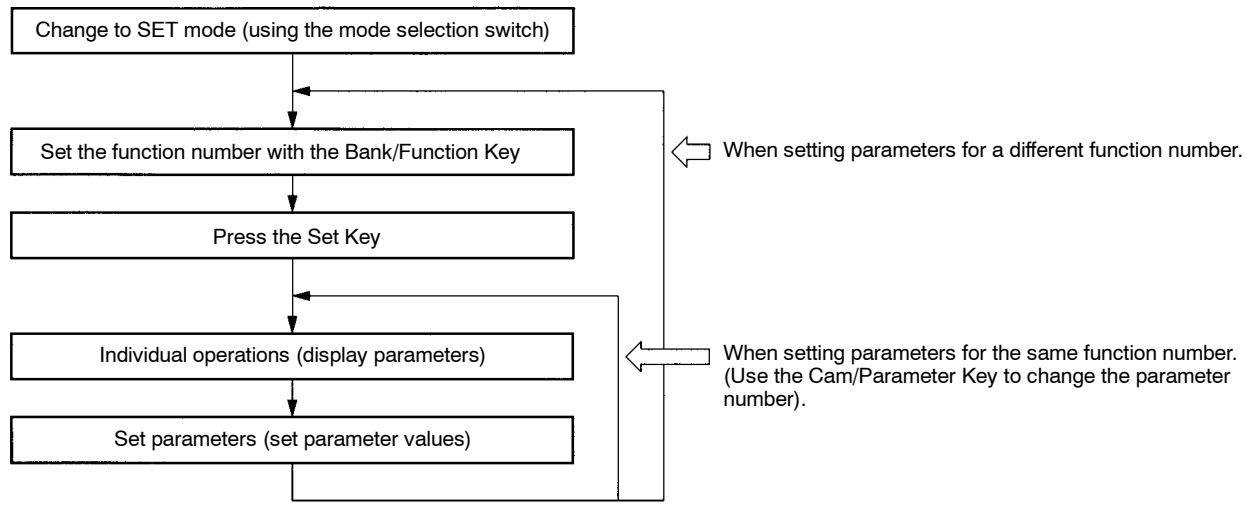 Change to SET mode (using the mode selection switch)
Set the function number with the Bank/Function Key
When setting parameters for a different function number.
Press the Set Key
Individual operations (display parameters)
When setting parameters for the same function number.
(Use the Cam/Parameter Key to change the parameter
number).
Set parameters (set parameter values)